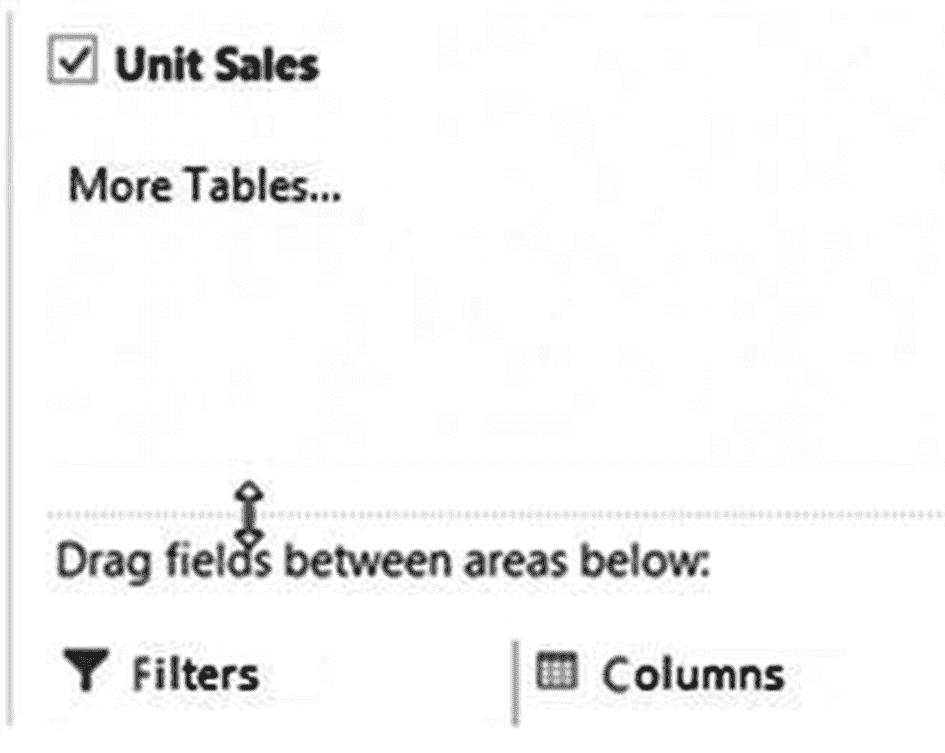 Unit Sales
More Tables...
Drag fields between areas below:
Filters
Columns